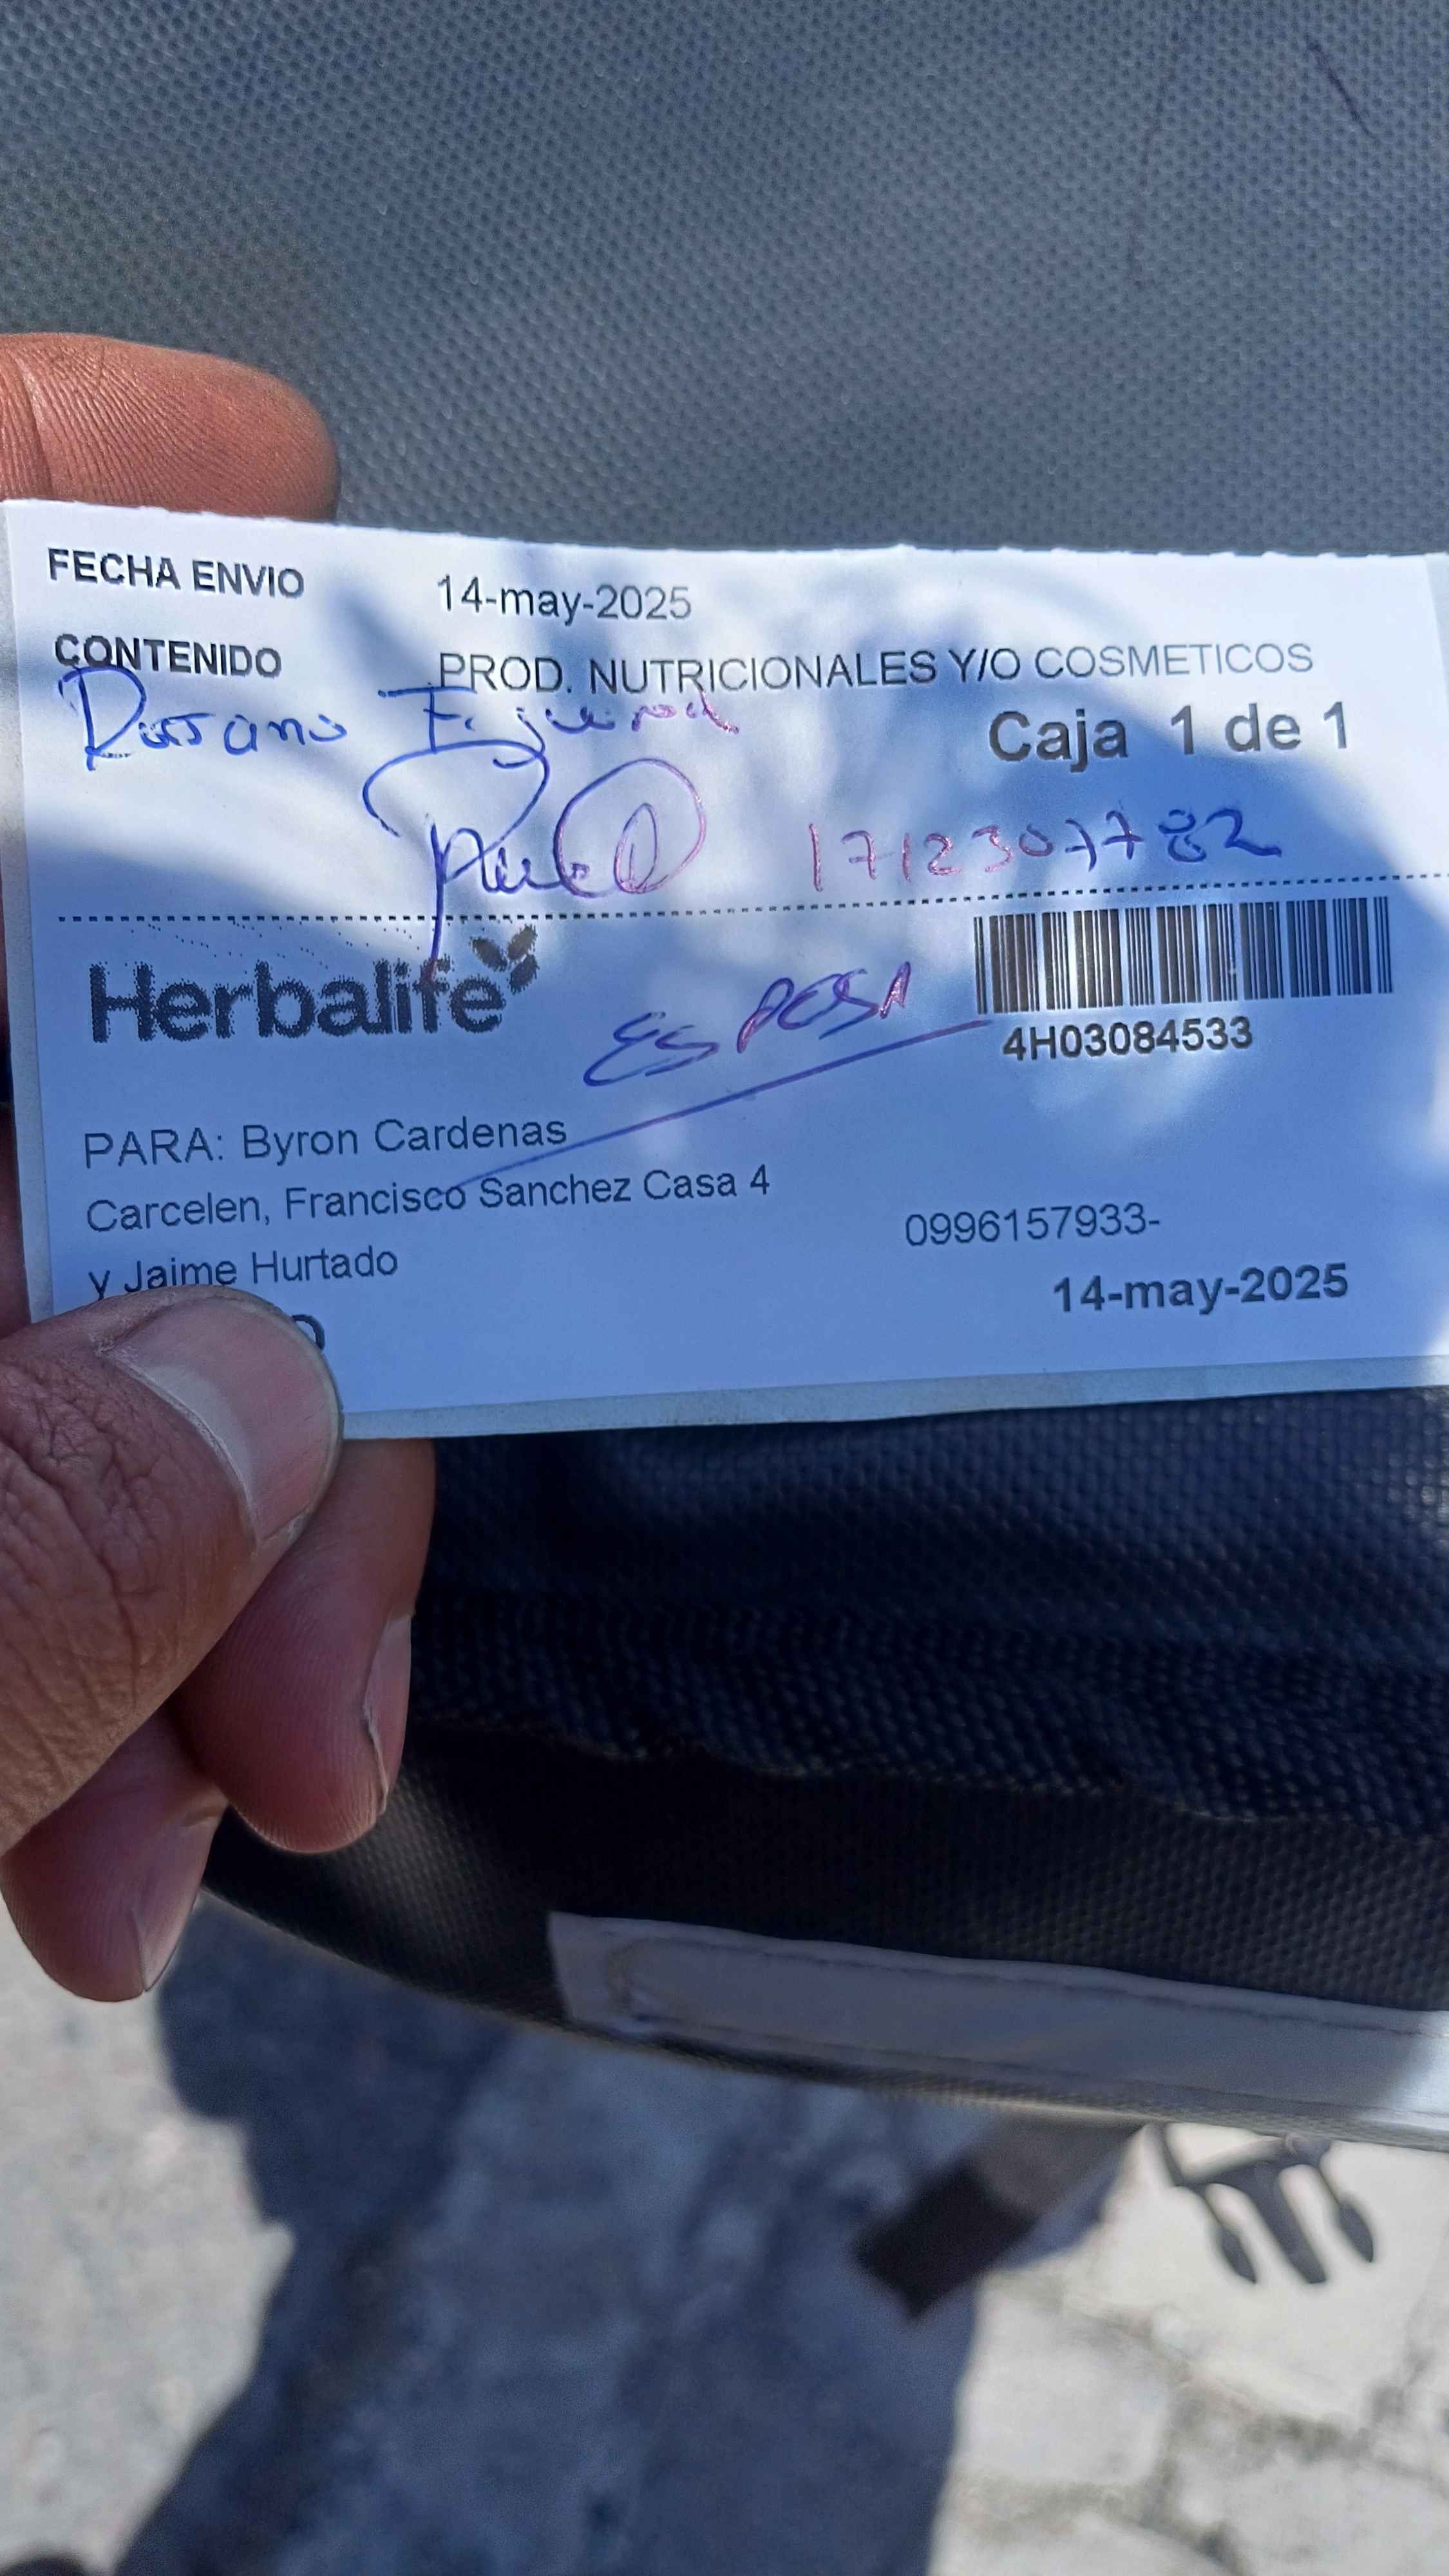 FECHA ENVIO 14-may-2025
CONTENIDO PROD. NUTRICIONALES Y/O COSMETICOS
Caja 1 de 1
1712307782
Herbalife
ESPOSA
4H03084533
PARA: Byron Cardenas
Carcelen, Francisco Sanchez Casa 4
y Jaime Hurtado
0996157933-
14-may-2025